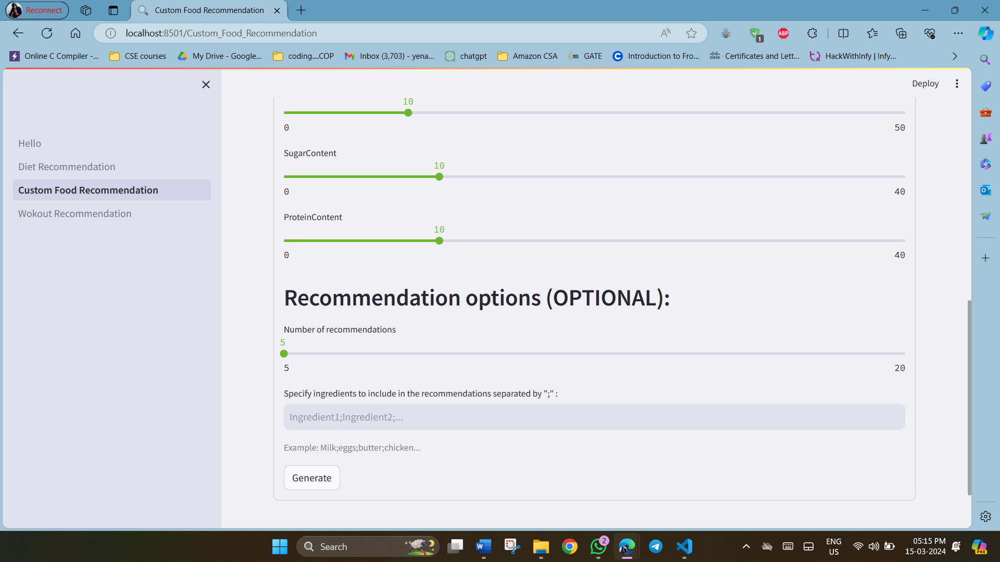 Reconnect
Custom Food Recommendation
localhost:8501/Custom_Food_Recommendation
A
1
ABP
Online C Compiler -...
CSE courses
My Drive - Google...
coding....COP
Inbox (3,703) - yena...
chatgpt
Amazon CSA
GATE
Introduction to Fro...
Certificates and Lett...
HackWithInfy | Infy...
Deploy
Hello
Diet Recommendation
Custom Food Recommendation
Wokout Recommendation
10
0
50
SugarContent
10
0
40
ProteinContent
10
0
40
Recommendation options (OPTIONAL):
Number of recommendations
5
5
20
Specify ingredients to include in the recommendations separated by ";" :
Ingredient1;Ingredient2;...
Example: Milk;eggs;butter;chicken...
Generate
Search
2
ENG
US
05:15 PM
15-03-2024
PRE